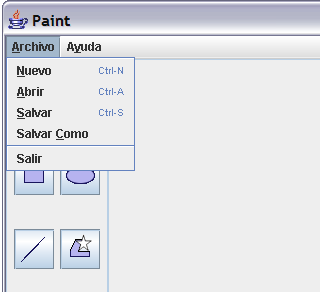 Paint
Archivo Ayuda
Nuevo Ctrl-N
Abrir Ctrl-A
Salvar Ctrl-S
Salvar Como
Salir